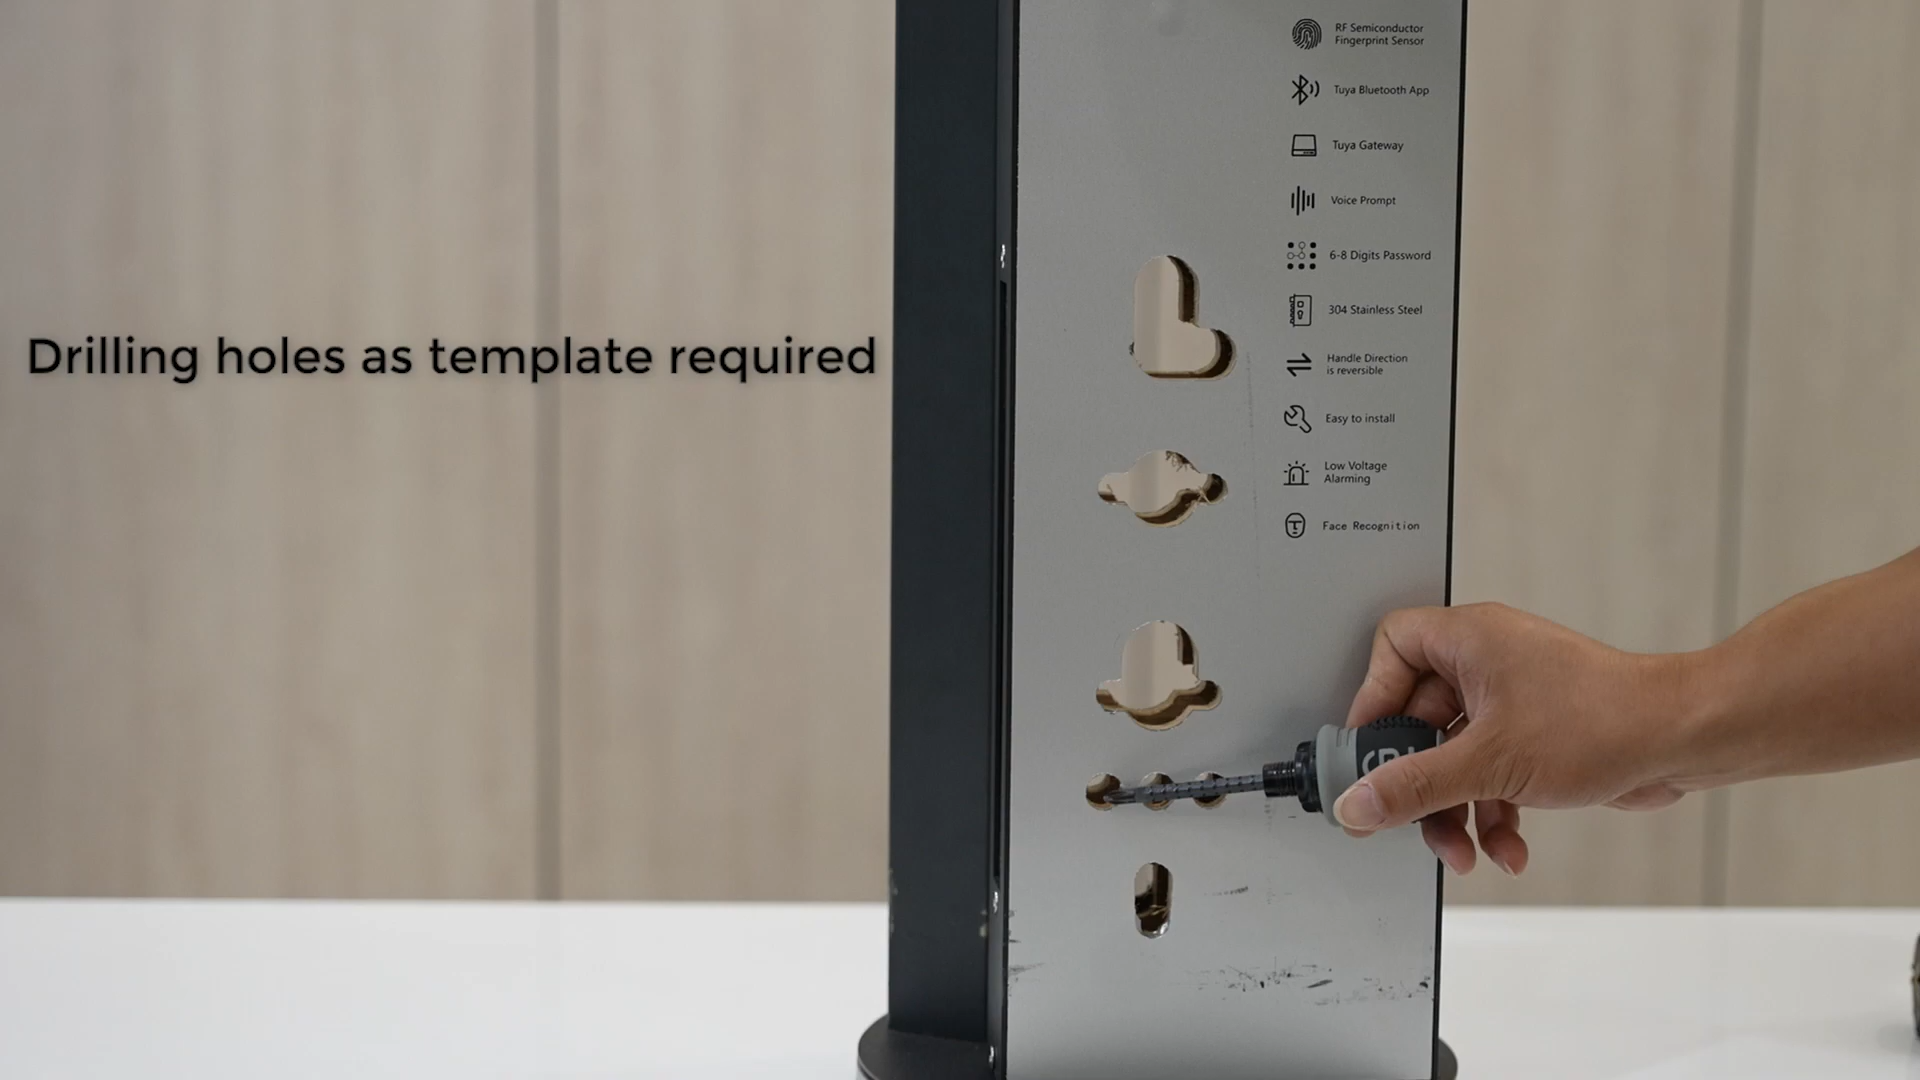 RF Semiconductor
Fingerprint Sensor
Tuya Bluetooth App
Tuya Gateway
Voice Prompt
6-8 Digits Password
304 Stainless Steel
Drilling holes as template required
Handle Direction
is reversible
Easy to install
Low Voltage
Alarming
Face Recognition